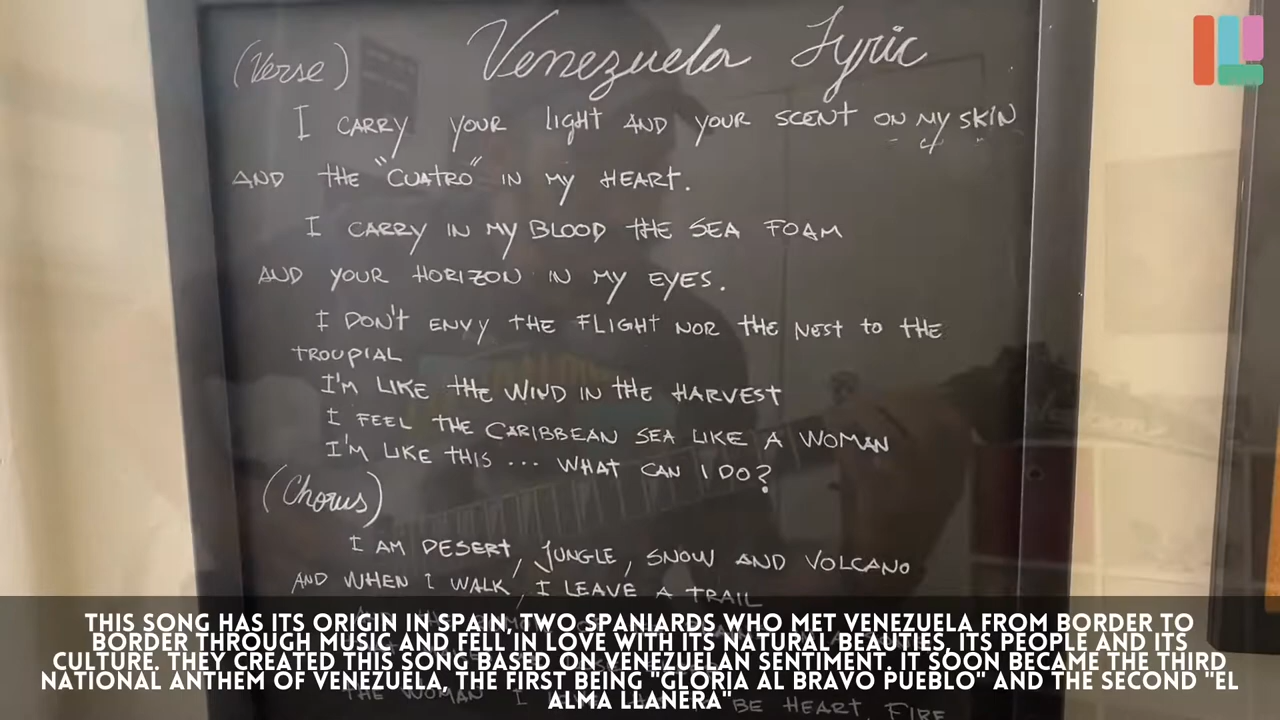 Venezuela Lyric
(Verse)
I CARRY YOUR light AND YOUR SCENT ON MY SKIN
AND THE "CUATRO" IN MY HEART.
I CARRY IN MY BLOOD THE SEA FOAM
AND YOUR HORIZON IN MY EYES.
I DON'T ENVY THE FLIGHT NOR THE NEST TO THE
TROUPIAL
I'M LIKE THE WIND IN THE HARVEST
I FEEL THE CARIBBEAN SEA LIKE A WOMAN
I'M LIKE THIS ... WHAT CAN I DO?
(Chorus)
I AM DESERT, JUNGLE, SNOW AND VOLCANO
AND WHEN I WALK, I LEAVE A TRAIL
THE WOMAN I
BE HEART, FIRE
THIS SONG HAS ITS ORIGIN IN SPAIN, TWO SPANIARDS WHO MET VENEZUELA FROM BORDER TO
BORDER THROUGH MUSIC AND FELL IN LOVE WITH ITS NATURAL BEAUTIES, ITS PEOPLE AND ITS
CULTURE. THEY CREATED THIS SONG BASED ON VENEZUELAN SENTIMENT. IT SOON BECAME THE THIRD
NATIONAL ANTHEM OF VENEZUELA, THE FIRST BEING "GLORIA AL BRAVO PUEBLO" AND THE SECOND "EL
ALMA LLANERA"